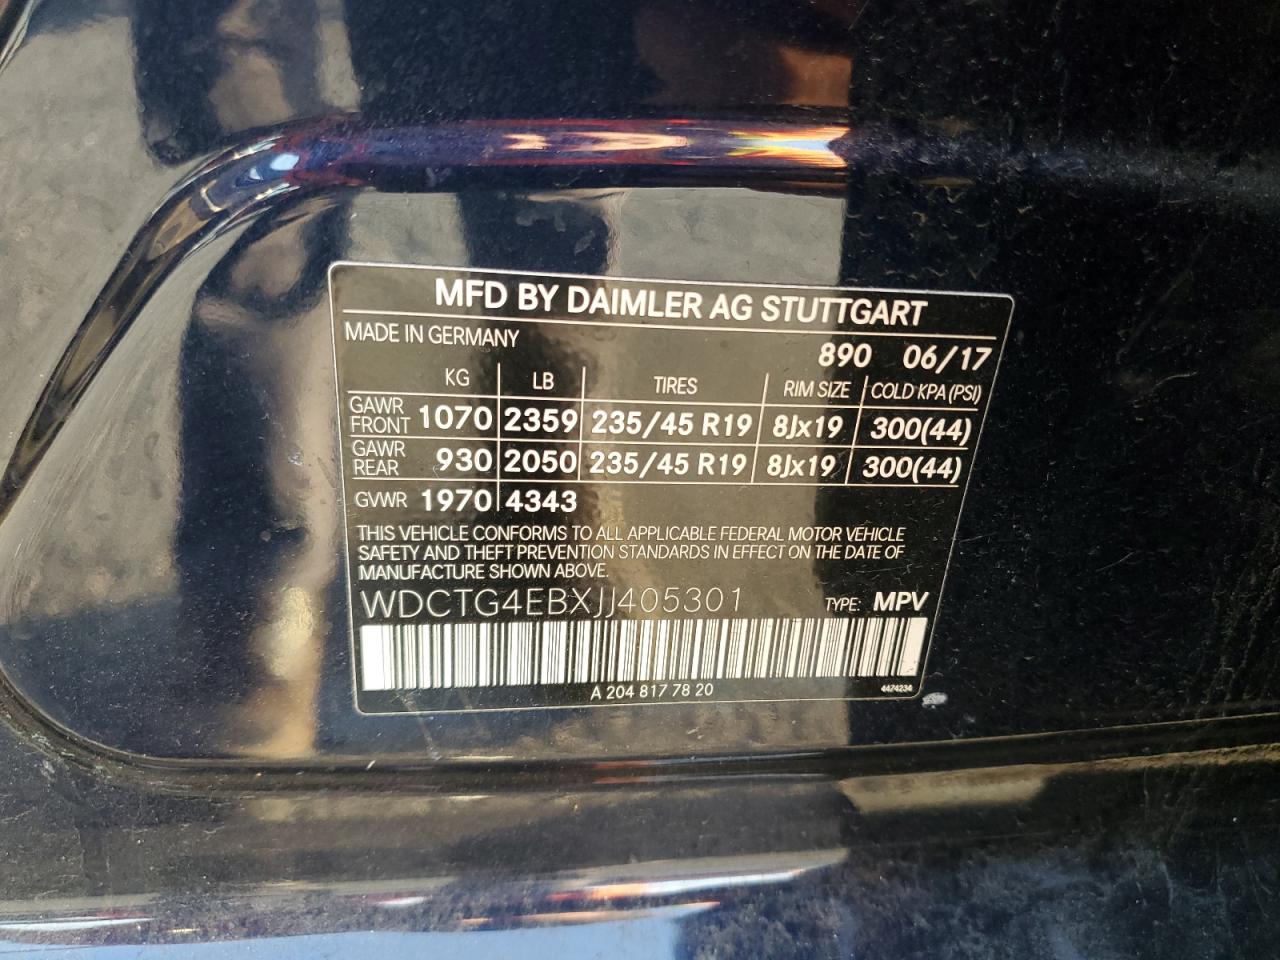 MFD BY DAIMLER AG STUTTGART
MADE IN GERMANY
890 06/17
KG LB TIRES RIM SIZE COLD KPA (PSI)
GAWR FRONT 1070 2359 235/45 R19 8Jx19 300(44)
GAWR REAR 930 2050 235/45 R19 8Jx19 300(44)
GVWR 1970 4343
THIS VEHICLE CONFORMS TO ALL APPLICABLE FEDERAL MOTOR VEHICLE
SAFETY AND THEFT PREVENTION STANDARDS IN EFFECT ON THE DATE OF
MANUFACTURE SHOWN ABOVE.
WDCTG4EBXJJ405301 TYPE: MPV
A 204 817 78 20 4474234